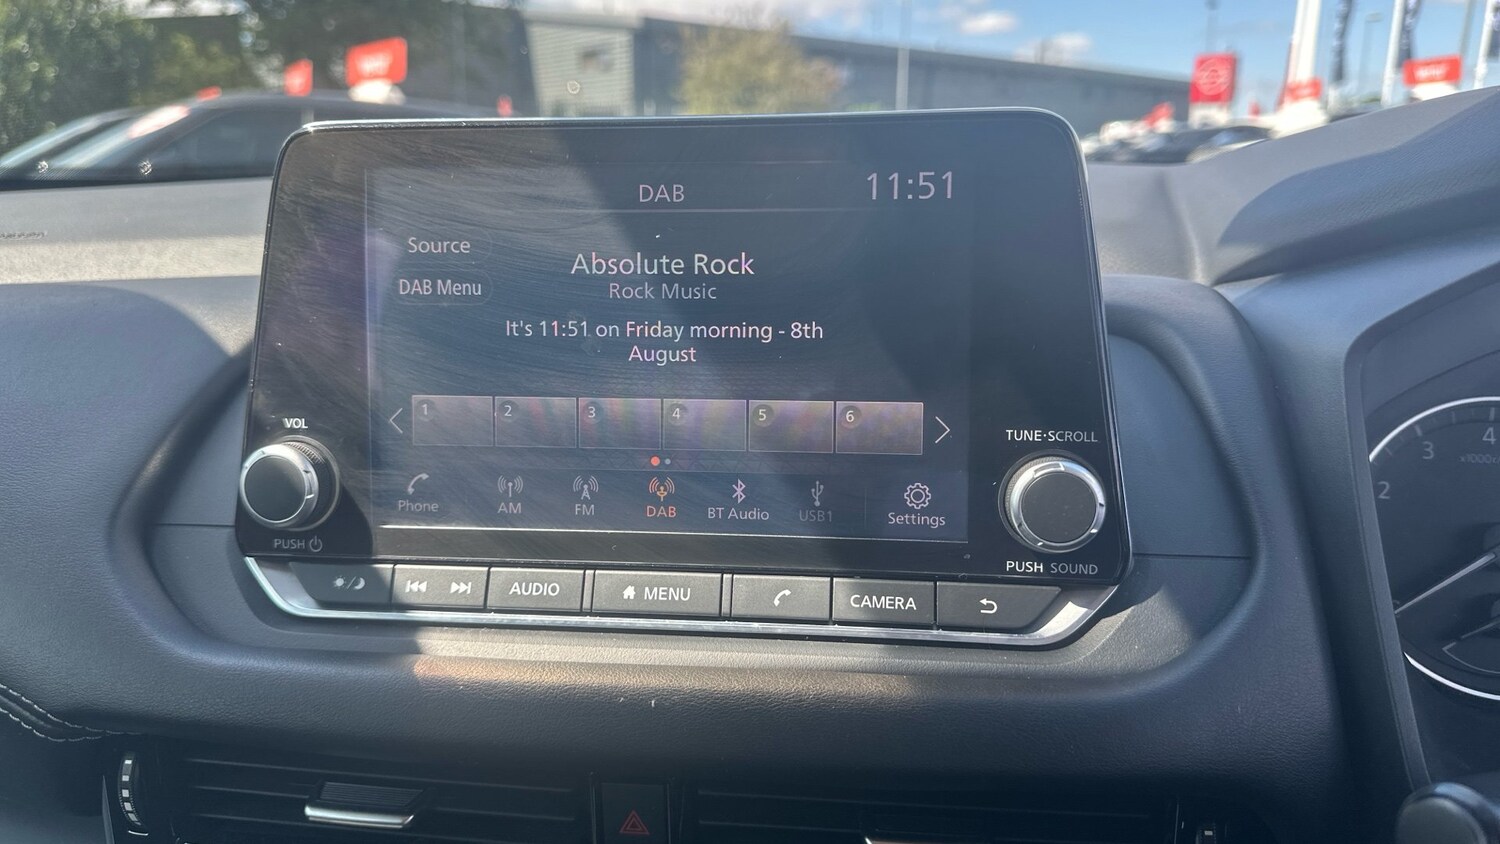 DAB
11:51
Source
DAB Menu
Absolute Rock
Rock Music
It's 11:51 on Friday morning - 8th
August
1
2
3
4
5
6
VOL
PUSH
TUNE·SCROLL
PUSH SOUND
Phone
AM
FM
DAB
BT Audio
USB1
Settings
AUDIO
MENU
CAMERA
2
3
4